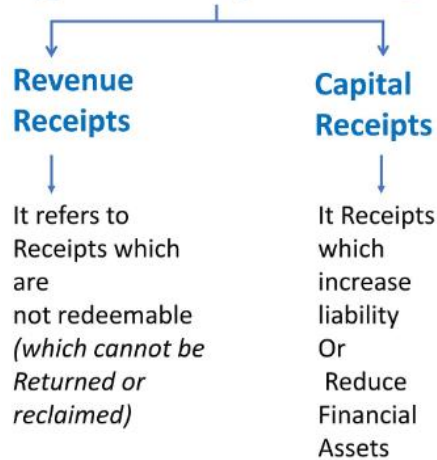 Revenue
Receipts
It refers to
Receipts which
are
not redeemable
(which cannot be
Returned or
reclaimed)
Capital
Receipts
It Receipts
which
increase
liability
Or
Reduce
Financial
Assets